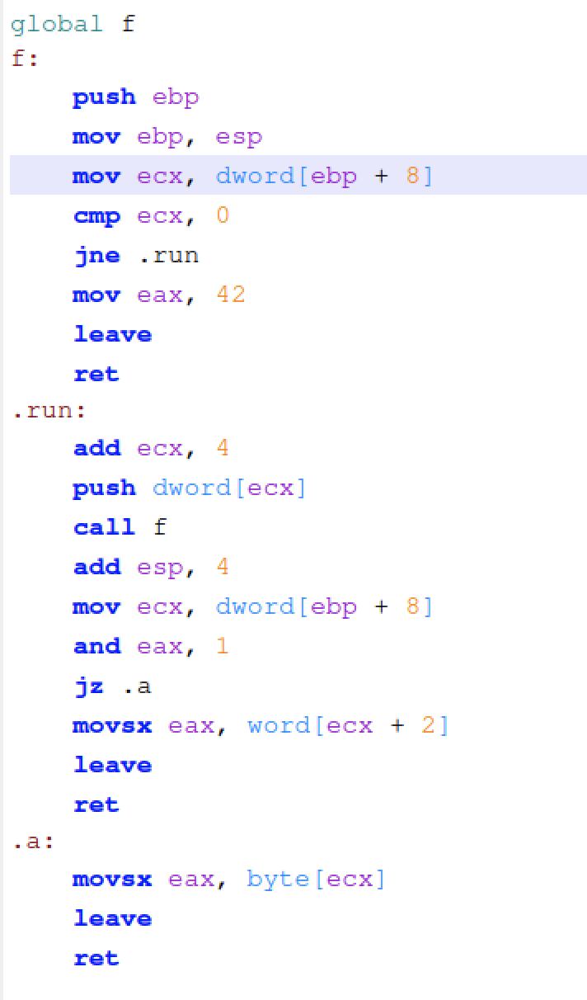 global f
f:
push ebp
mov ebp, esp
mov ecx, dword[ebp + 8]
cmp ecx, 0
jne .run
mov eax, 42
leave
ret
.run:
add ecx, 4
push dword[ecx]
call f
add esp, 4
mov ecx, dword[ebp + 8]
and eax, 1
jz .a
movsx eax, word[ecx + 2]
leave
ret
.a:
movsx eax, byte[ecx]
leave
ret